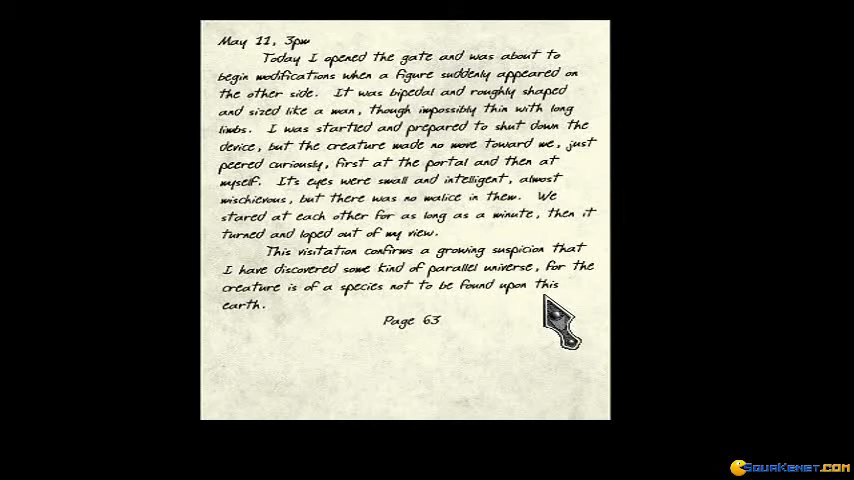 May 11, 3pm
Today I opened the gate and was about to
begin modifications when a figure suddenly appeared on
the other side. It was bipedal and roughly shaped
and sized like a man, though impossibly thin with long
limbs. I was startled and prepared to shut down the
device, but the creature made no move toward me, just
peered curiously, first at the portal and then at
myself. Its eyes were small and intelligent, almost
mischievous, but there was no malice in them. We
stared at each other for as long as a minute, then it
turned and loped out of my view.
This visitation confirms a growing suspicion that
I have discovered some kind of parallel universe, for the
creature is of a species not to be found upon this
earth.
Page 63
SquaKenet.com